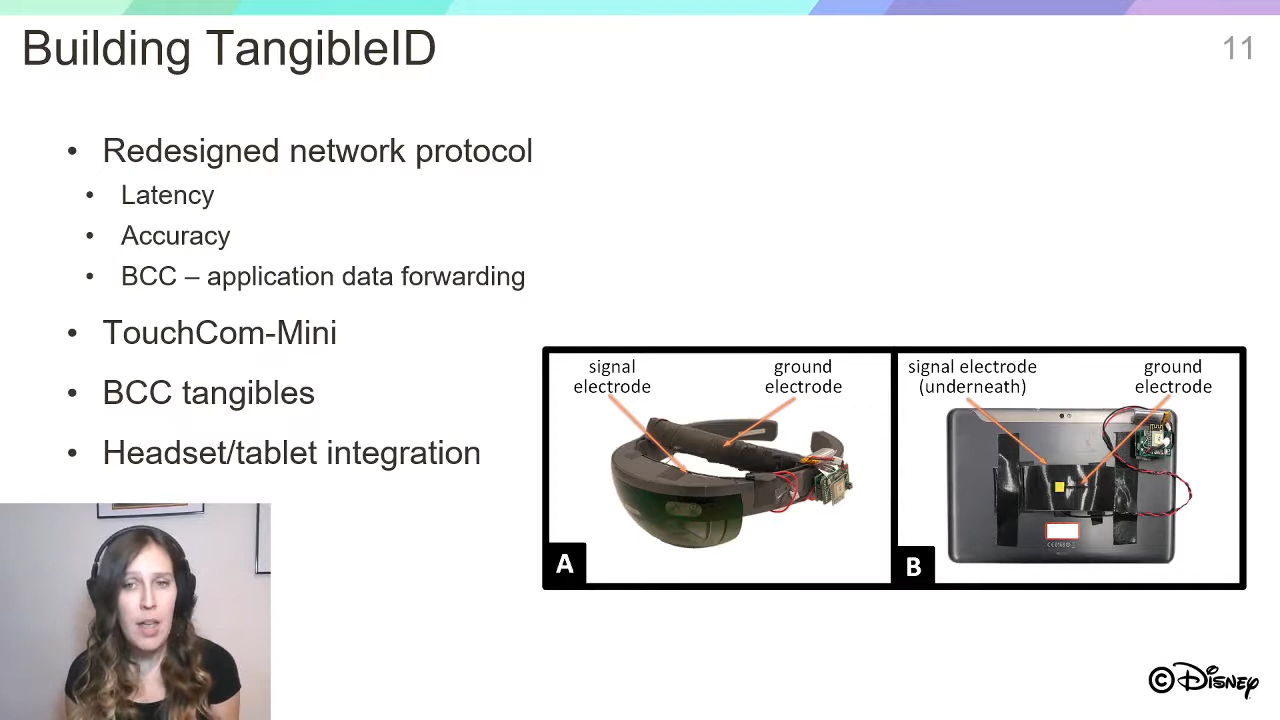 Building TangibleID
11
• Redesigned network protocol
• Latency
• Accuracy
• BCC – application data forwarding
• TouchCom-Mini
• BCC tangibles
• Headset/tablet integration
signal
electrode
ground
electrode
A
signal electrode
(underneath)
ground
electrode
B
©Disney